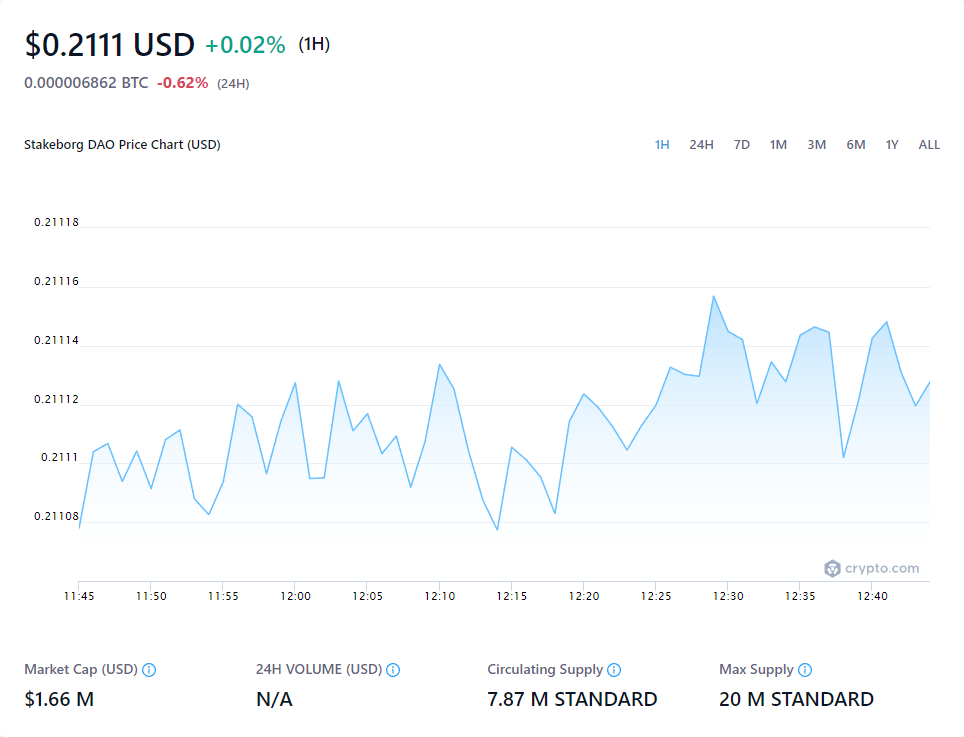 $0.2111 USD +0.02% (1H)
0.000006862 BTC -0.62% (24H)
Stakeborg DAO Price Chart (USD) 1H 24H 7D 1M 3M 6M 1Y ALL
0.21118
0.21116
0.21114
0.21112
0.2111
0.21108
crypto.com
11:45 11:50 11:55 12:00 12:05 12:10 12:15 12:20 12:25 12:30 12:35 12:40
Market Cap (USD) 24H VOLUME (USD) Circulating Supply Max Supply
$1.66 M N/A 7.87 M STANDARD 20 M STANDARD